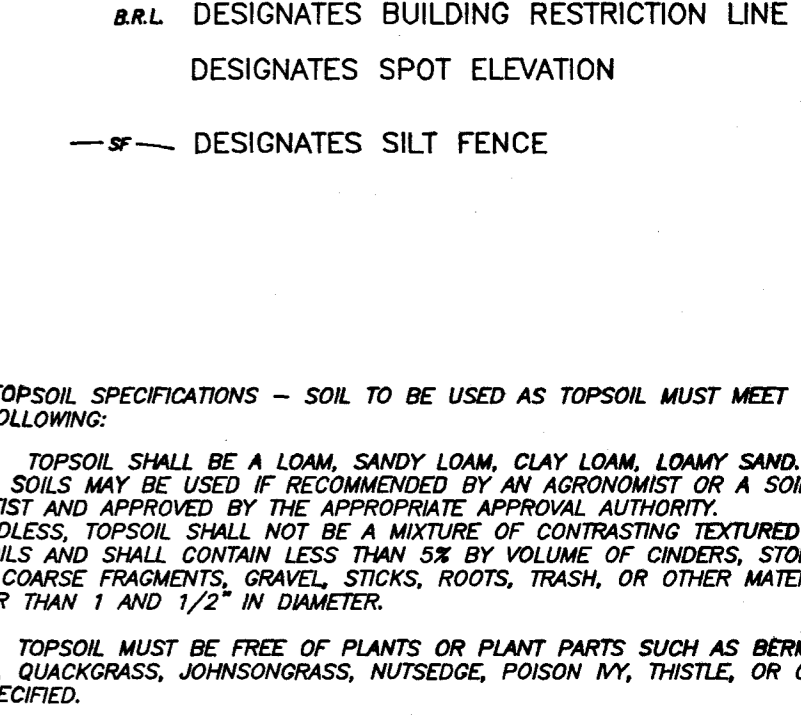 B.R.L. DESIGNATES BUILDING RESTRICTION LINE
DESIGNATES SPOT ELEVATION
— SF — DESIGNATES SILT FENCE
TOPSOIL SPECIFICATIONS – SOIL TO BE USED AS TOPSOIL MUST MEET
OLLOWING:
TOPSOIL SHALL BE A LOAM, SANDY LOAM, CLAY LOAM, LOAMY SAND.
SOILS MAY BE USED IF RECOMMENDED BY AN AGRONOMIST OR A SOIL
IST AND APPROVED BY THE APPROPRIATE APPROVAL AUTHORITY.
DLESS, TOPSOIL SHALL NOT BE A MIXTURE OF CONTRASTING TEXTURED
ILS AND SHALL CONTAIN LESS THAN 5% BY VOLUME OF CINDERS, STO
COARSE FRAGMENTS, GRAVEL, STICKS, ROOTS, TRASH, OR OTHER MATE
R THAN 1 AND 1/2" IN DIAMETER.
TOPSOIL MUST BE FREE OF PLANTS OR PLANT PARTS SUCH AS BERM
QUACKGRASS, JOHNSONGRASS, NUTSEDGE, POISON IVY, THISTLE, OR O
ECIFIED.